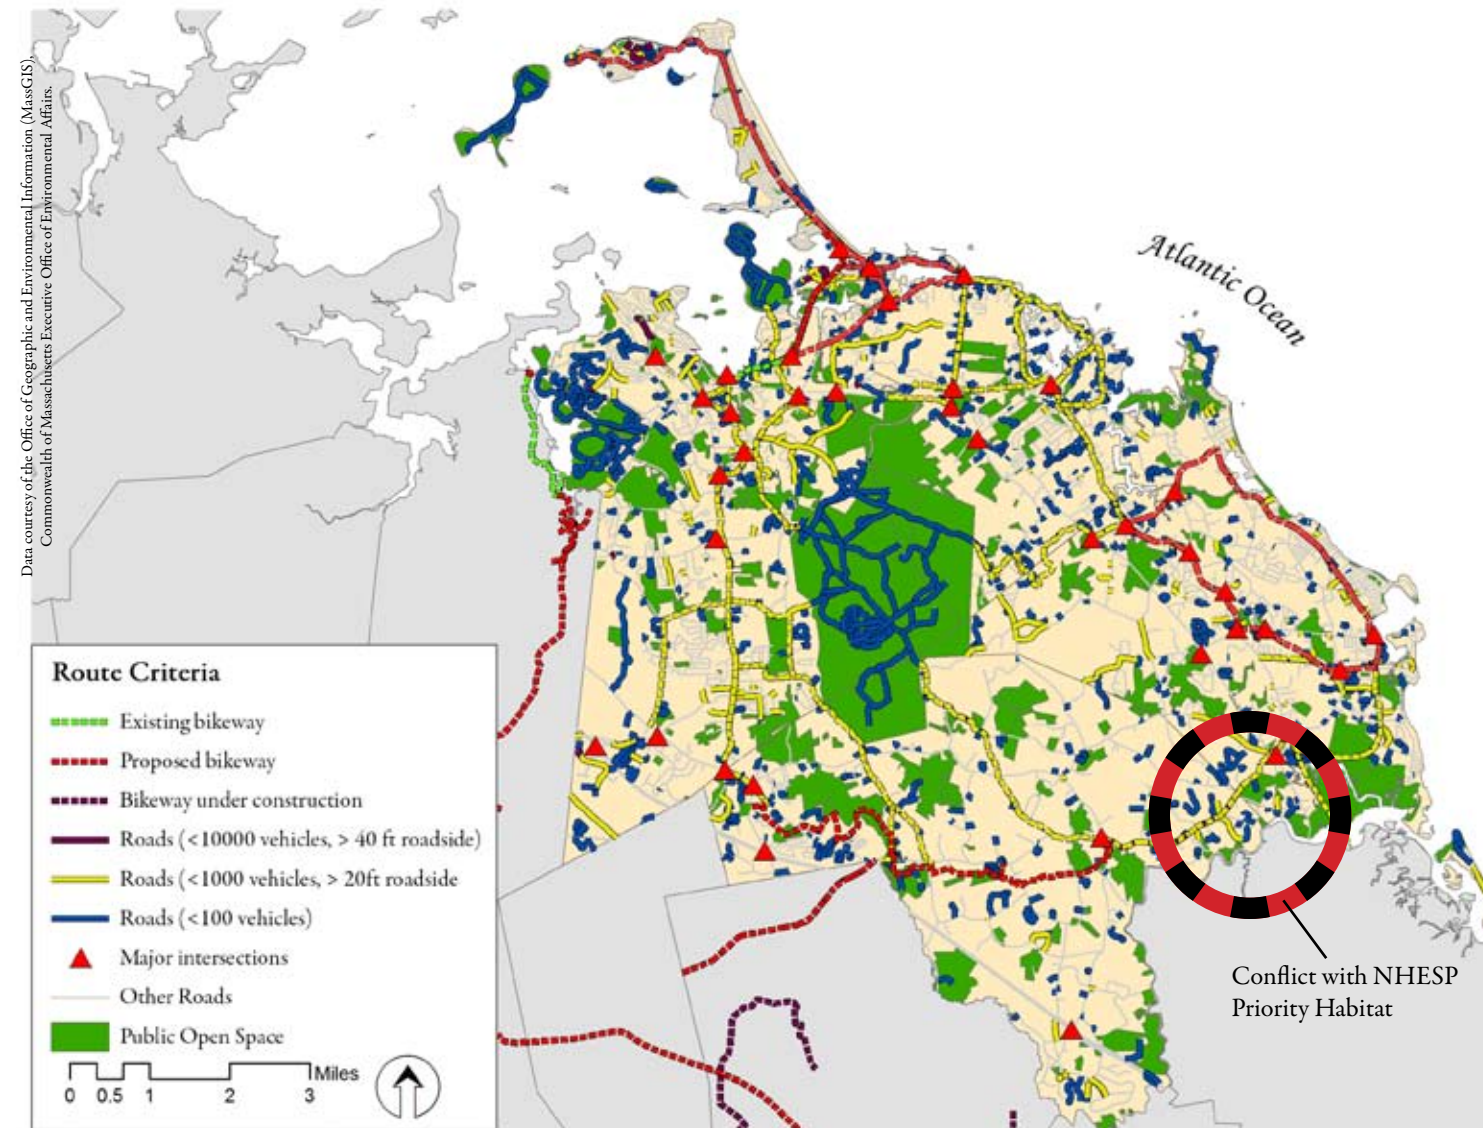 Data courtesy of the Office of Geographic and Environmental Information (MassGIS),
Commonwealth of Massachusetts Executive Office of Environmental Affairs.
Atlantic Ocean
Route Criteria
Existing bikeway
Proposed bikeway
Bikeway under construction
Roads (<10000 vehicles, > 40 ft roadside)
Roads (<1000 vehicles, > 20ft roadside
Roads (<100 vehicles)
Major intersections
Other Roads
Public Open Space
Miles
0 0.5 1 2 3
Conflict with NHESP
Priority Habitat